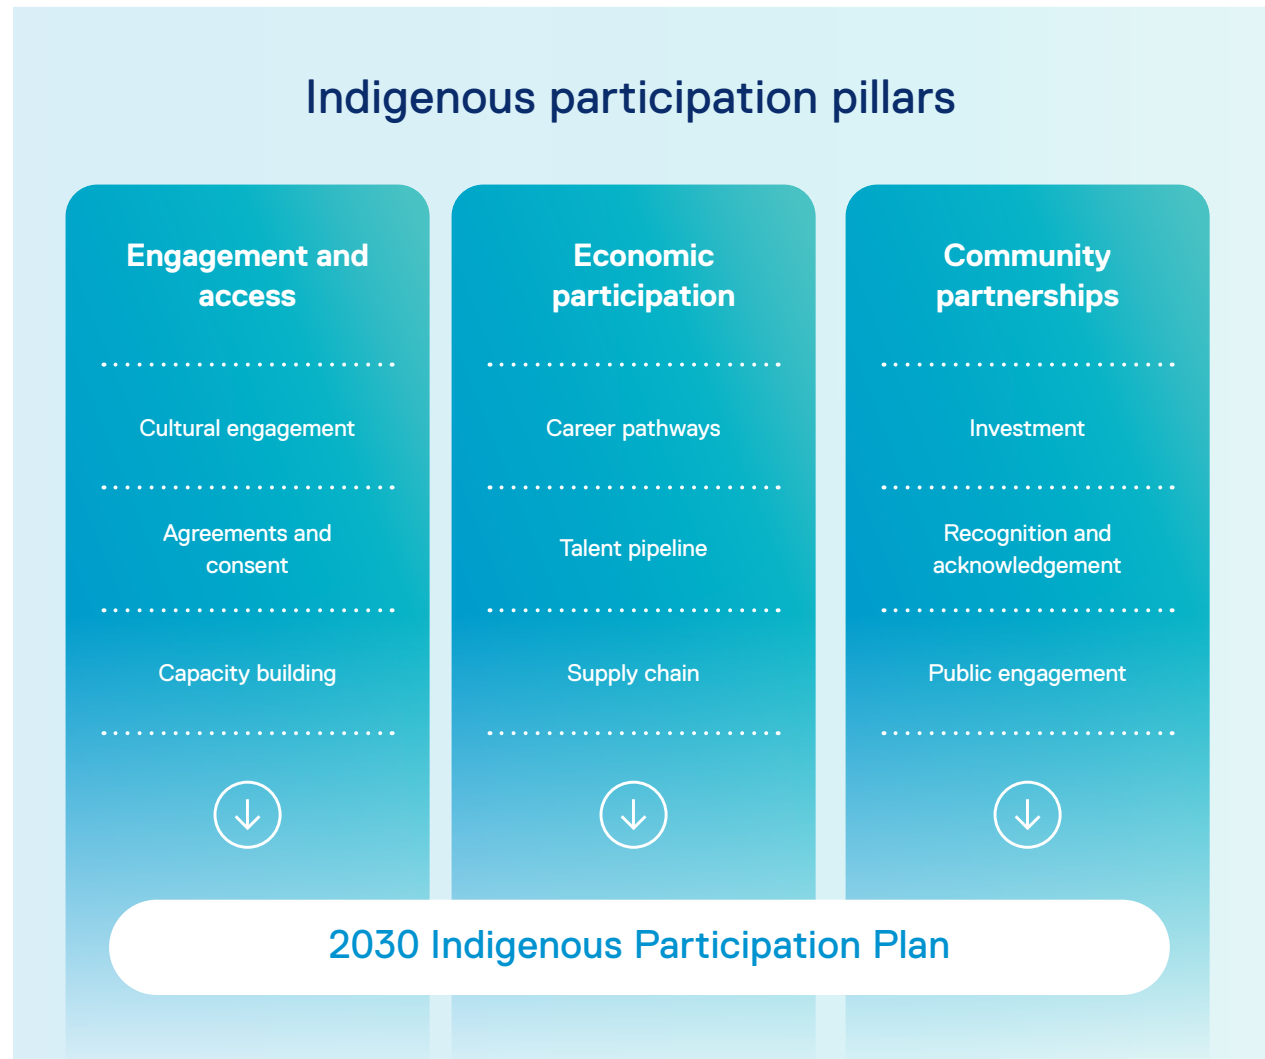 Indigenous participation pillars
Engagement and
access
Cultural engagement
Agreements and
consent
Capacity building
Economic
participation
Career pathways
Talent pipeline
Supply chain
Community
partnerships
Investment
Recognition and
acknowledgement
Public engagement
2030 Indigenous Participation Plan